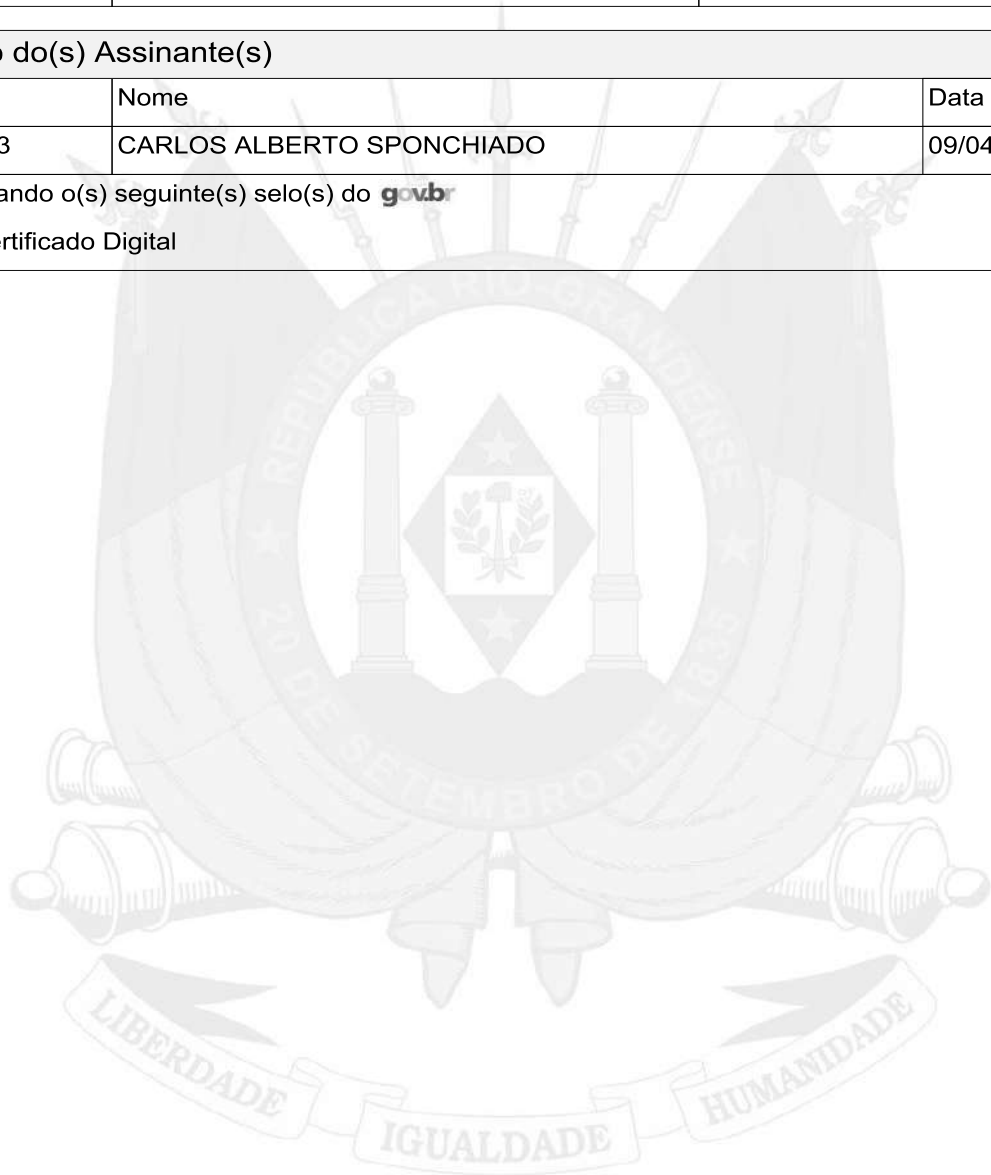 o do(s) Assinante(s)
Nome Data
3 CARLOS ALBERTO SPONCHIADO 09/04
ando o(s) seguinte(s) selo(s) do gov.br
ertificado Digital
REPÚBLICA RIO-GRANDENSE
20 DE SETEMBRO DE 1835
LIBERDADE IGUALDADE HUMANIDADE